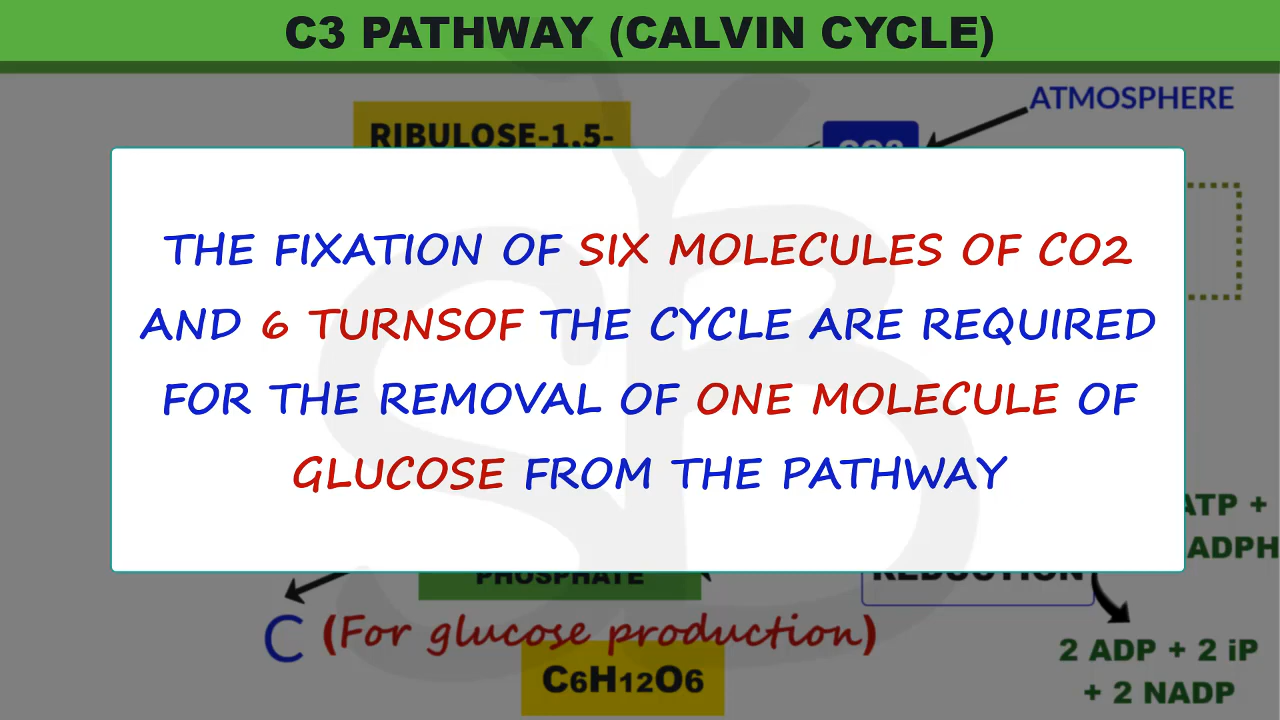 C3 PATHWAY (CALVIN CYCLE)
ATMOSPHERE
RIBULOSE-1,5-
CO2
THE FIXATION OF SIX MOLECULES OF CO2
AND 6 TURNSOF THE CYCLE ARE REQUIRED
FOR THE REMOVAL OF ONE MOLECULE OF
GLUCOSE FROM THE PATHWAY
ATP +
ADPH
PHOSPHATE
REDUCTION
C (For glucose production)
C6H12O6
2 ADP + 2 iP
+ 2 NADP